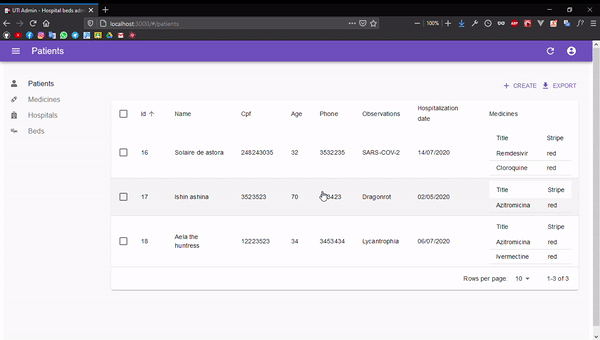 UTI Admin - Hospital beds adm
localhost:3000/#/patients
100%
Patients
Patients
Medicines
Hospitals
Beds
CREATE EXPORT
Id Name Cpf Age Phone Observations Hospitalization date Medicines
16 Solaire de astora 248243035 32 3532235 SARS-COV-2 14/07/2020
Title Stripe
Remdesivir red
Cloroquine red
17 Ishin ashina 3523523 70 Dragonrot 02/05/2020
Title Stripe
Azitromicina red
18 Aela the huntress 12223523 34 3453434 Lycantrophia 06/07/2020
Title Stripe
Azitromicina red
Ivermectine red
Rows per page: 10 1-3 of 3